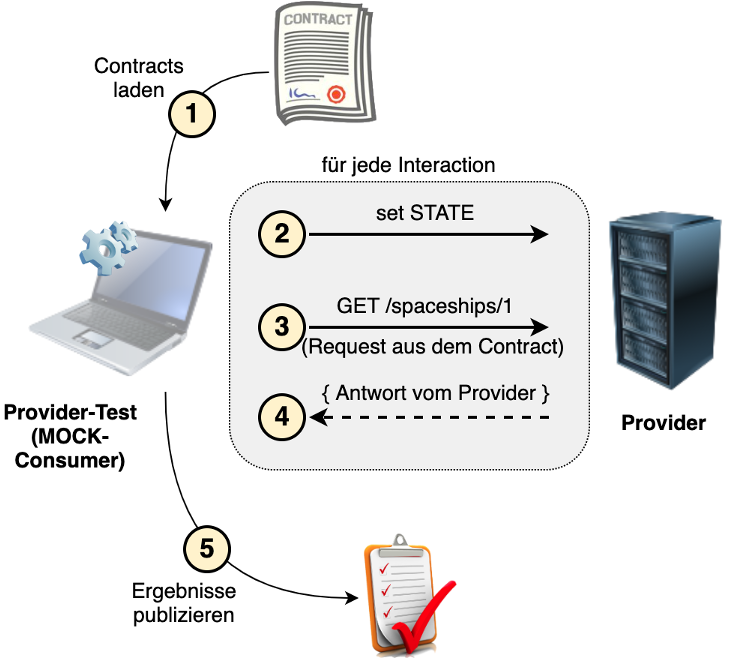 CONTRACT
Contracts
laden
1
für jede Interaction
2
set STATE
3
GET /spaceships/1
(Request aus dem Contract)
4
{ Antwort vom Provider }
Provider-Test
(MOCK-
Consumer)
Provider
5
Ergebnisse
publizieren